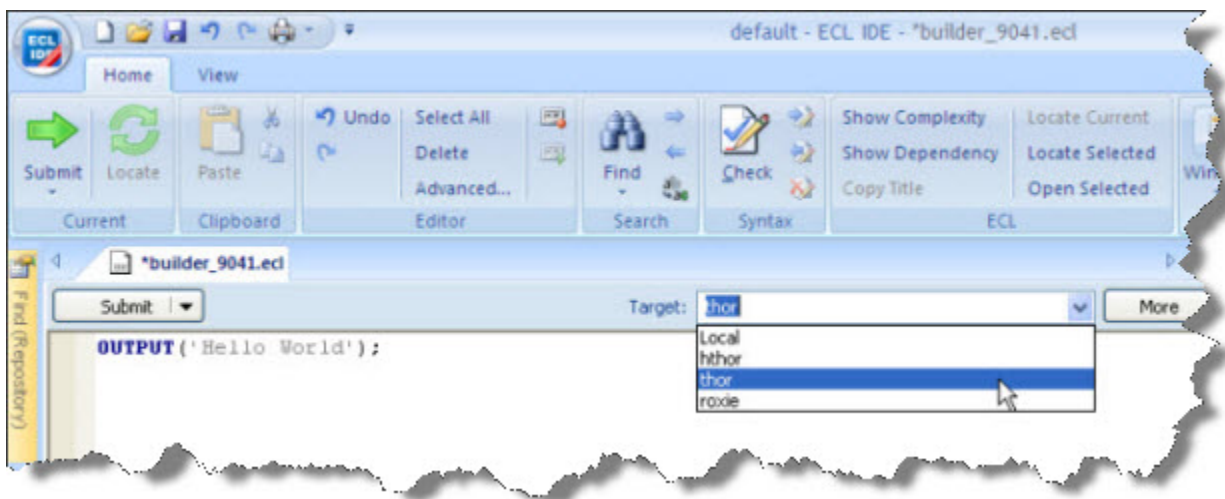 ECL
IDE
default - ECL IDE - *builder_9041.ecl
Home
View
Submit
Locate
Current
Paste
Clipboard
Undo
Select All
Delete
Advanced...
Editor
Find
Search
Check
Syntax
Show Complexity
Show Dependency
Copy Title
Locate Current
Locate Selected
Open Selected
ECL
*builder_9041.ecl
Find (Repository)
Submit
Target:
thor
More
Local
hthor
thor
roxie
OUTPUT('Hello World');